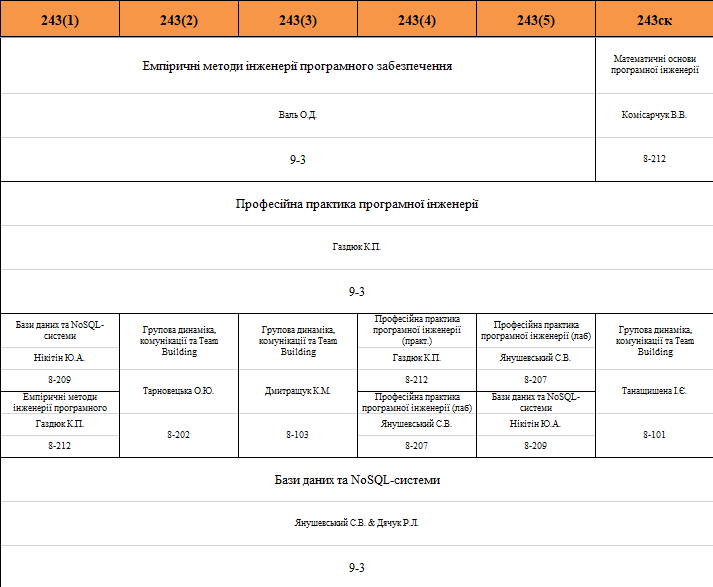 243(1) 243(2) 243(3) 243(4) 243(5) 243ск
Емпіричні методи інженерії програмного забезпечення
Математичні основи
програмної інженерії
Валь О.Д.
Комісарчук В.В.
9-3
8-212
Професійна практика програмної інженерії
Газдюк К.П.
9-3
Бази даних та NoSQL-
системи
Нікітін Ю.А.
8-209
Емпіричні методи
інженерії програмного
Газдюк К.П.
8-212
Групова динаміка,
комунікації та Team
Building
Тарновецька О.Ю.
8-202
Групова динаміка,
комунікації та Team
Building
Дмитращук К.М.
8-103
Професійна практика
програмної інженерії
(практ.)
Газдюк К.П.
8-212
Професійна практика
програмної інженерії (лаб)
Янушевський С.В.
8-207
Професійна практика
програмної інженерії (лаб)
Янушевський С.В.
8-207
Бази даних та NoSQL-
системи
Нікітін Ю.А.
8-209
Групова динаміка,
комунікації та Team
Building
Танащишена І.Є.
8-101
Бази даних та NoSQL-системи
Янушевський С.В. & Дячук Р.Л.
9-3